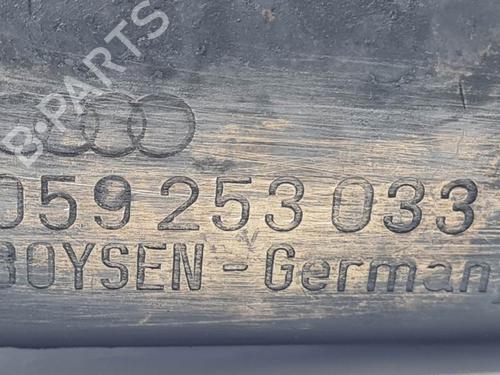 B-PARTS
059 253 033
BOYSEN - German